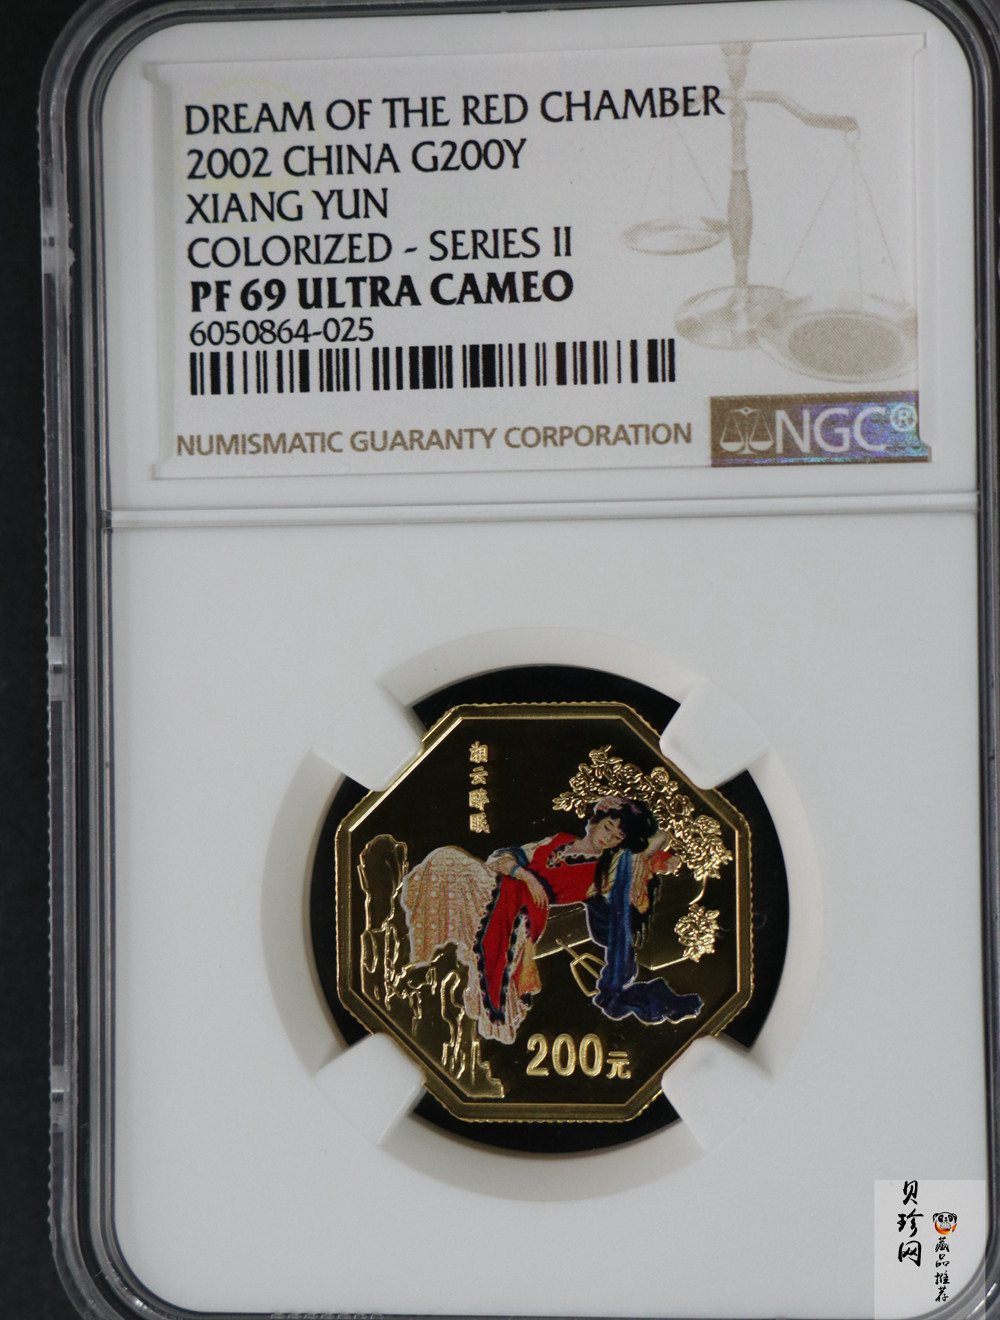 DREAM OF THE RED CHAMBER
2002 CHINA G200Y
XIANG YUN
COLORIZED - SERIES II
PF 69 ULTRA CAMEO
6050864-025
NUMISMATIC GUARANTY CORPORATION
NGC®
湘云醉眠
200元
贝珍网
藏品推荐